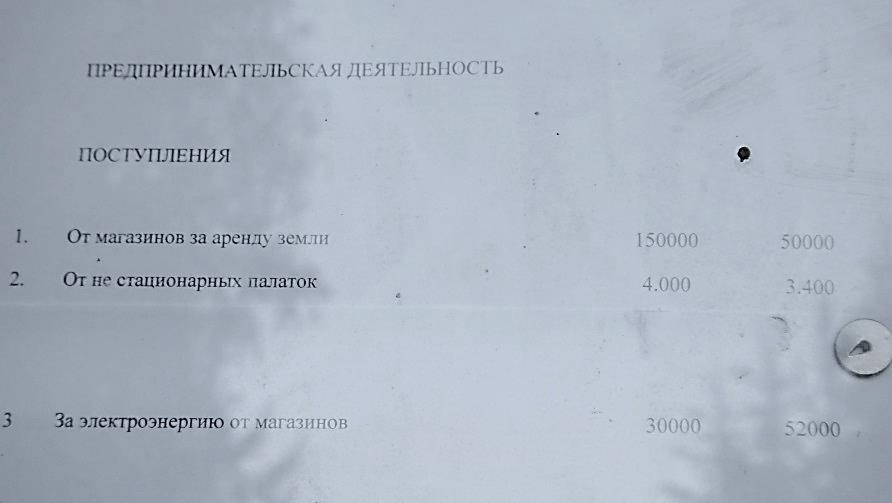 ПРЕДПРИНИМАТЕЛЬСКАЯ ДЕЯТЕЛЬНОСТЬ
ПОСТУПЛЕНИЯ
1. От магазинов за аренду земли 150000 50000
2. От не стационарных палаток 4.000 3.400
3 За электроэнергию от магазинов 30000 52000